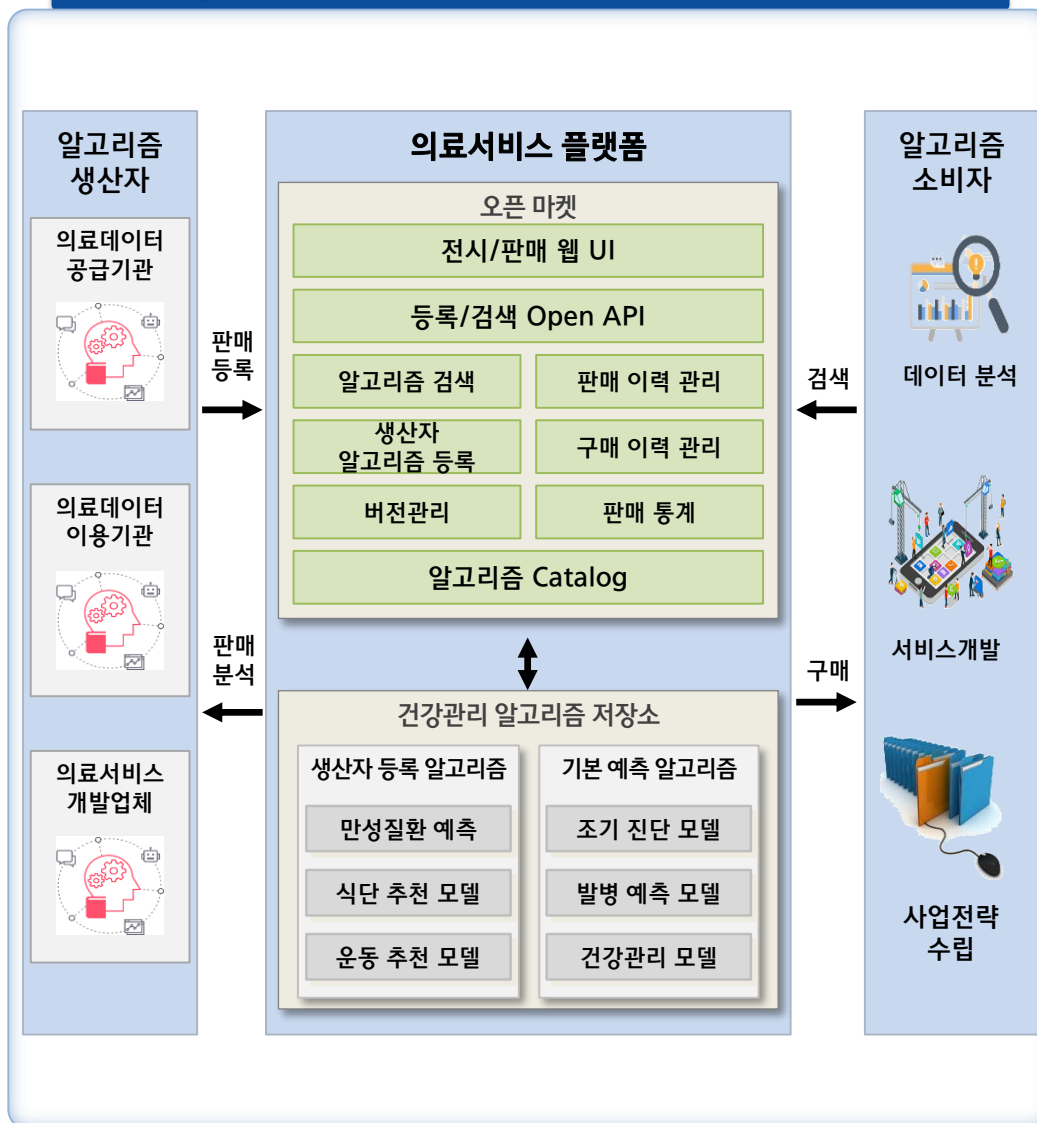 알고리즘
생산자
의료데이터
공급기관
의료데이터
이용기관
의료서비스
개발업체
판매
등록
판매
분석
의료서비스 플랫폼
오픈 마켓
전시/판매 웹 UI
등록/검색 Open API
알고리즘 검색
판매 이력 관리
생산자
알고리즘 등록
구매 이력 관리
버전관리
판매 통계
알고리즘 Catalog
건강관리 알고리즘 저장소
생산자 등록 알고리즘
만성질환 예측
식단 추천 모델
운동 추천 모델
기본 예측 알고리즘
조기 진단 모델
발병 예측 모델
건강관리 모델
검색
구매
알고리즘
소비자
데이터 분석
서비스개발
사업전략
수립